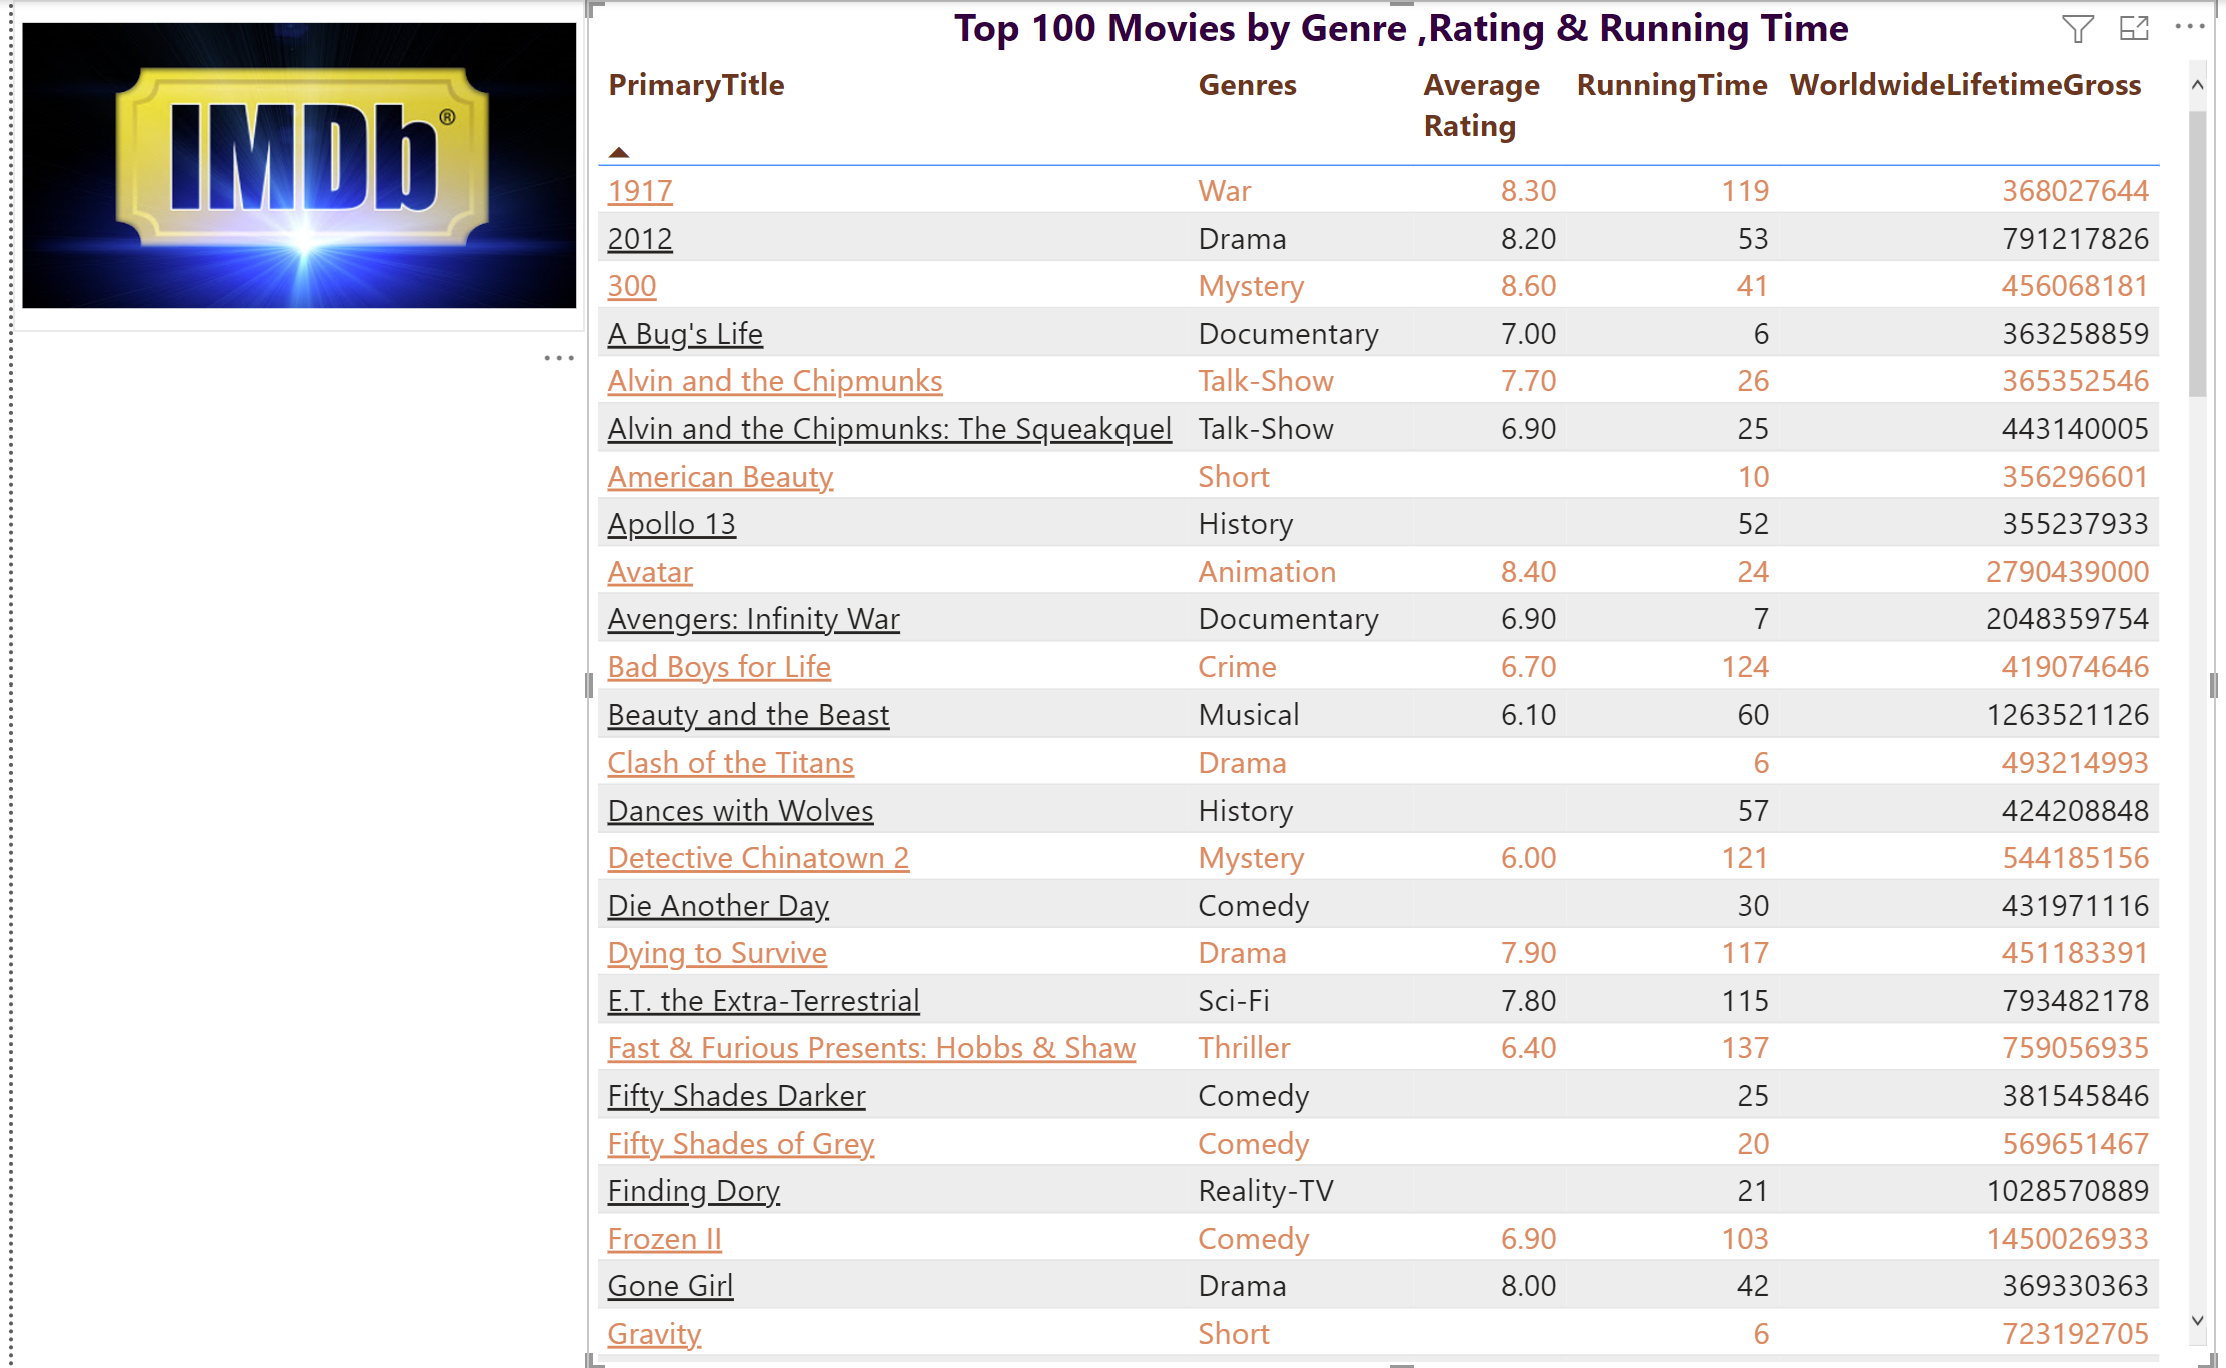 IMDb®
Top 100 Movies by Genre ,Rating & Running Time
PrimaryTitle Genres Average Rating RunningTime WorldwideLifetimeGross
1917 War 8.30 119 368027644
2012 Drama 8.20 53 791217826
300 Mystery 8.60 41 456068181
A Bug's Life Documentary 7.00 6 363258859
Alvin and the Chipmunks Talk-Show 7.70 26 365352546
Alvin and the Chipmunks: The Squeakquel Talk-Show 6.90 25 443140005
American Beauty Short 10 356296601
Apollo 13 History 52 355237933
Avatar Animation 8.40 24 2790439000
Avengers: Infinity War Documentary 6.90 7 2048359754
Bad Boys for Life Crime 6.70 124 419074646
Beauty and the Beast Musical 6.10 60 1263521126
Clash of the Titans Drama 6 493214993
Dances with Wolves History 57 424208848
Detective Chinatown 2 Mystery 6.00 121 544185156
Die Another Day Comedy 30 431971116
Dying to Survive Drama 7.90 117 451183391
E.T. the Extra-Terrestrial Sci-Fi 7.80 115 793482178
Fast & Furious Presents: Hobbs & Shaw Thriller 6.40 137 759056935
Fifty Shades Darker Comedy 25 381545846
Fifty Shades of Grey Comedy 20 569651467
Finding Dory Reality-TV 21 1028570889
Frozen II Comedy 6.90 103 1450026933
Gone Girl Drama 8.00 42 369330363
Gravity Short 6 723192705